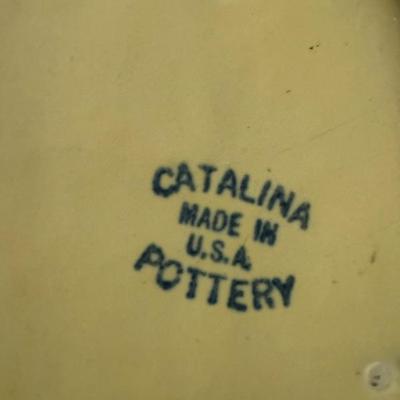 CATALINA
MADE IN
U.S.A.
POTTERY